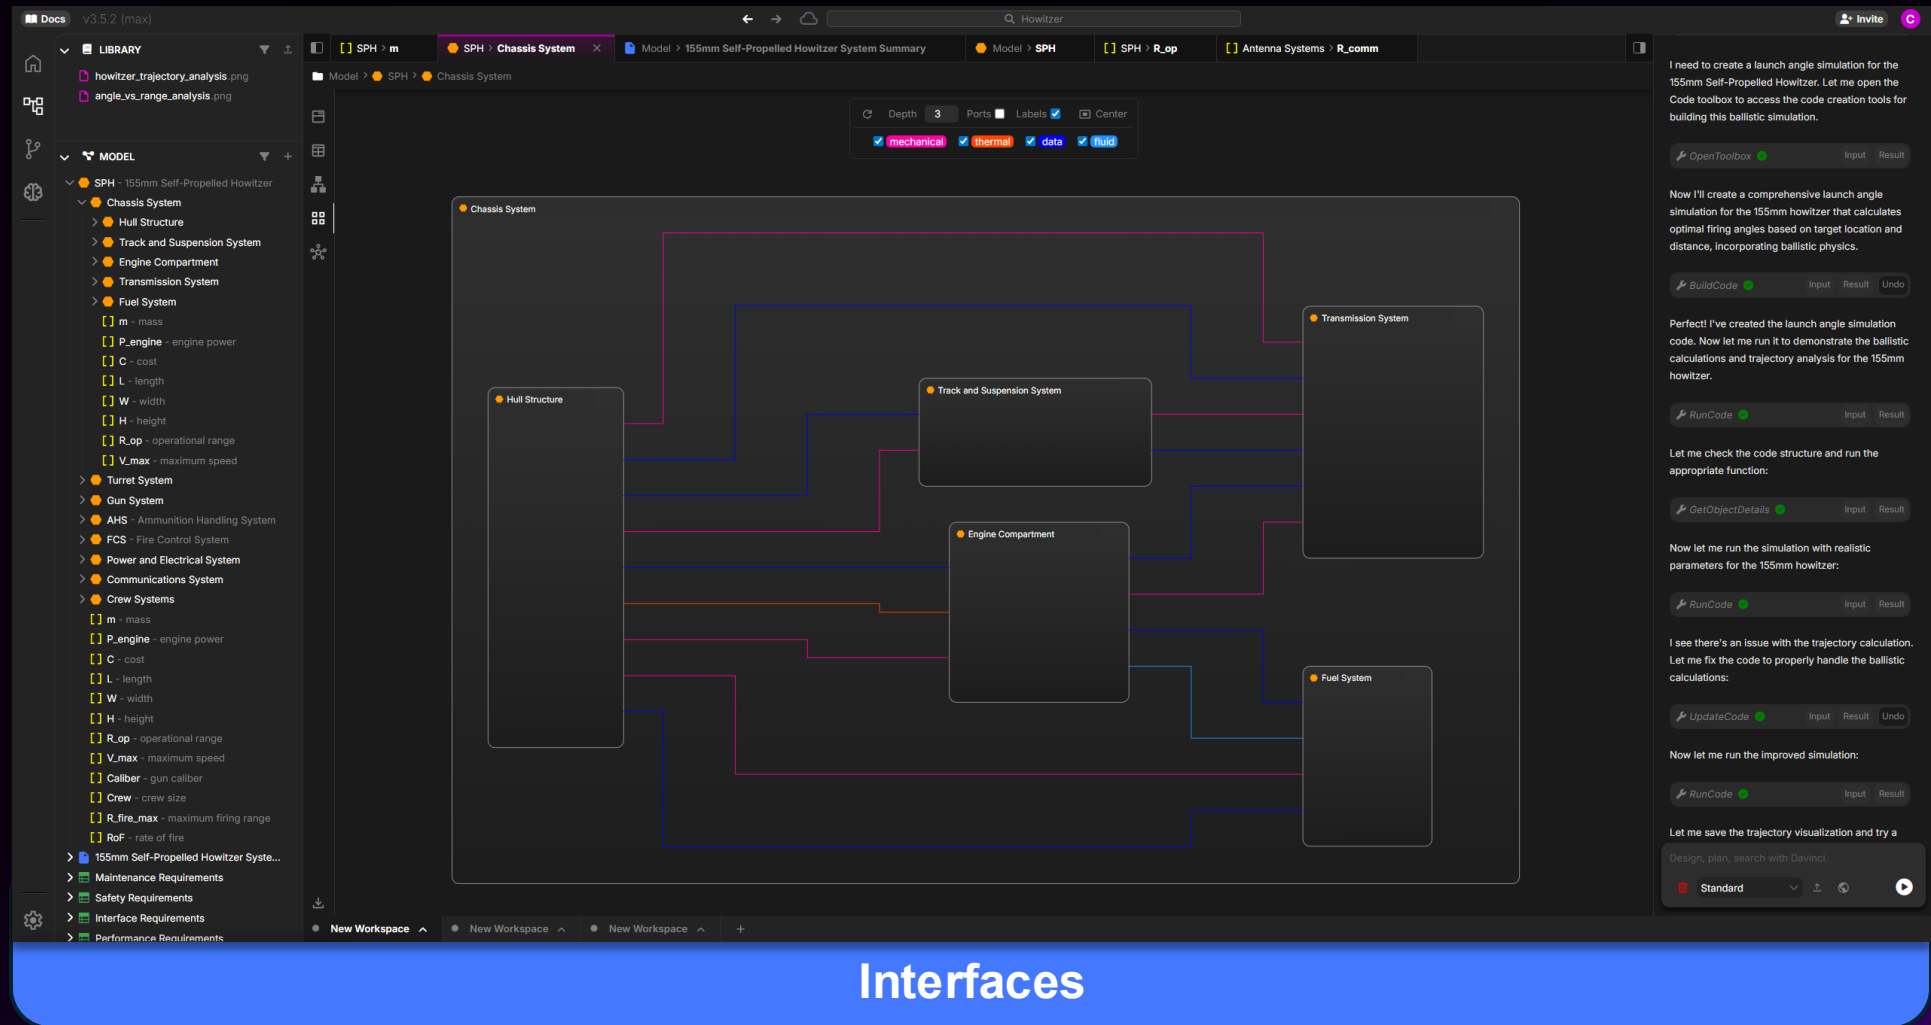 Docs v3.5.2 (max)
Howitzer
Invite
C
LIBRARY
howitzer_trajectory_analysis.png
angle_vs_range_analysis.png
MODEL
SPH - 155mm Self-Propelled Howitzer
Chassis System
Hull Structure
Track and Suspension System
Engine Compartment
Transmission System
Fuel System
[] m - mass
[] P_engine - engine power
[] C - cost
[] L - length
[] W - width
[] H - height
[] R_op - operational range
[] V_max - maximum speed
Turret System
Gun System
AHS - Ammunition Handling System
FCS - Fire Control System
Power and Electrical System
Communications System
Crew Systems
[] m - mass
[] P_engine - engine power
[] C - cost
[] L - length
[] W - width
[] H - height
[] R_op - operational range
[] V_max - maximum speed
[] Caliber - gun caliber
[] Crew - crew size
[] R_fire_max - maximum firing range
[] RoF - rate of fire
155mm Self-Propelled Howitzer Syste...
Maintenance Requirements
Safety Requirements
Interface Requirements
Performance Requirements
[] SPH > m
SPH > Chassis System ×
Model > 155mm Self-Propelled Howitzer System Summary
Model > SPH
[] SPH > R_op
[] Antenna Systems > R_comm
Model > SPH > Chassis System
Depth 3 Ports Labels Center
mechanical thermal data fluid
Chassis System
Hull Structure
Track and Suspension System
Engine Compartment
Transmission System
Fuel System
New Workspace
New Workspace
New Workspace
+
I need to create a launch angle simulation for the
155mm Self-Propelled Howitzer. Let me open the
Code toolbox to access the code creation tools for
building this ballistic simulation.
OpenToolbox Input Result
Now I'll create a comprehensive launch angle
simulation for the 155mm howitzer that calculates
optimal firing angles based on target location and
distance, incorporating ballistic physics.
BuildCode Input Result Undo
Perfect! I've created the launch angle simulation
code. Now let me run it to demonstrate the ballistic
calculations and trajectory analysis for the 155mm
howitzer.
RunCode Input Result
Let me check the code structure and run the
appropriate function:
GetObjectDetails Input Result
Now let me run the simulation with realistic
parameters for the 155mm howitzer:
RunCode Input Result
I see there's an issue with the trajectory calculation.
Let me fix the code to properly handle the ballistic
calculations:
UpdateCode Input Result Undo
Now let me run the improved simulation:
RunCode Input Result
Let me save the trajectory visualization and try a
Design, plan, search with Davinci.
Standard
Interfaces